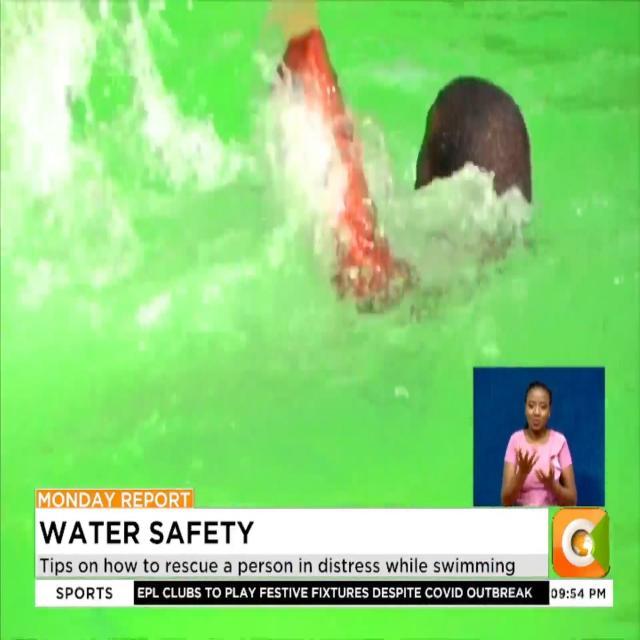 MONDAY REPORT
WATER SAFETY
Tips on how to rescue a person in distress while swimming
SPORTS EPL CLUBS TO PLAY FESTIVE FIXTURES DESPITE COVID OUTBREAK 09:54 PM